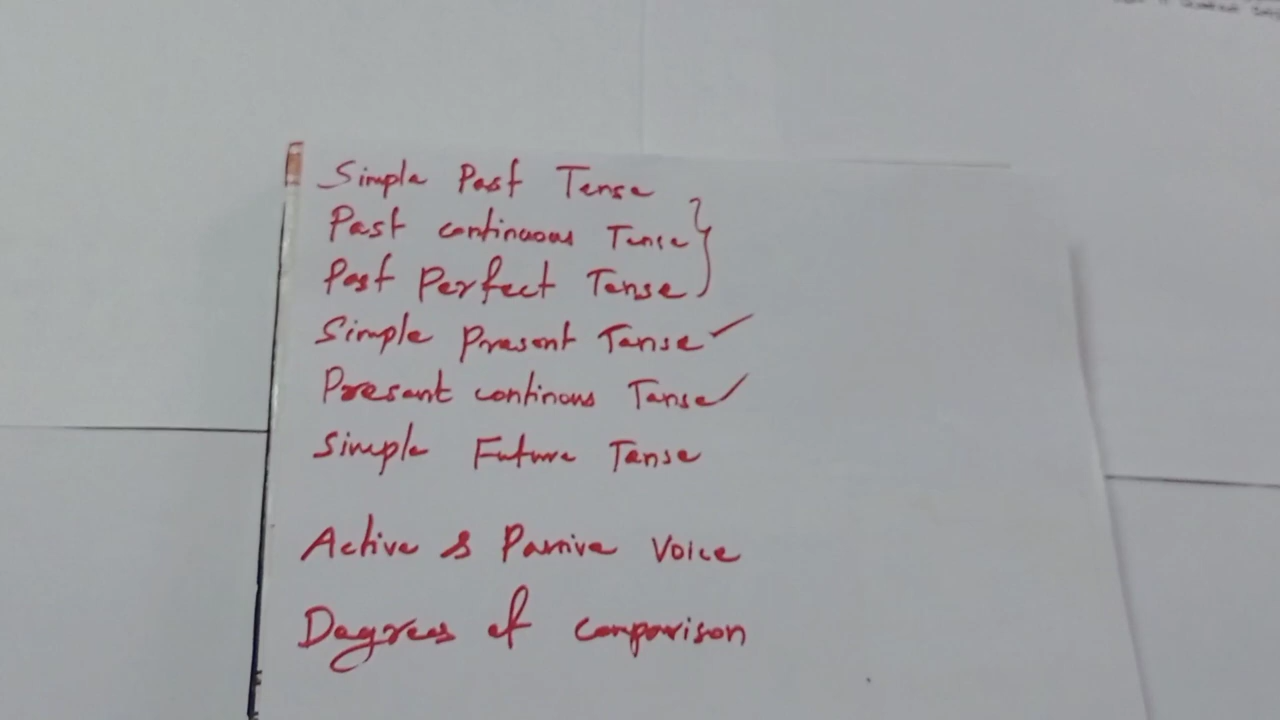 Simple Past Tense
Past continuous Tense
Past Perfect Tense
Simple Present Tense
Present continous Tense
Simple Future Tense
Active & Passive Voice
Degrees of comparison